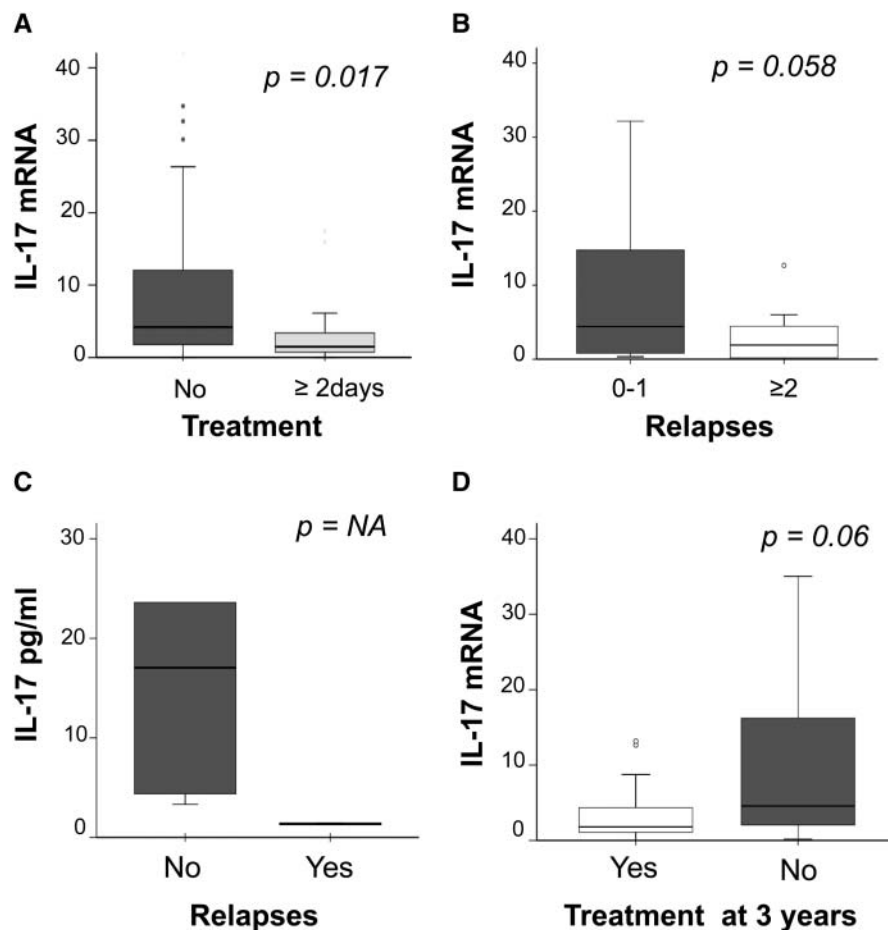 A
p = 0.017
IL-17 mRNA
40
30
20
10
0
No
≥ 2days
Treatment
B
p = 0.058
IL-17 mRNA
40
30
20
10
0
0-1
≥2
Relapses
C
p = NA
IL-17 pg/ml
30
20
10
0
No
Yes
Relapses
D
p = 0.06
IL-17 mRNA
40
30
20
10
0
Yes
No
Treatment at 3 years